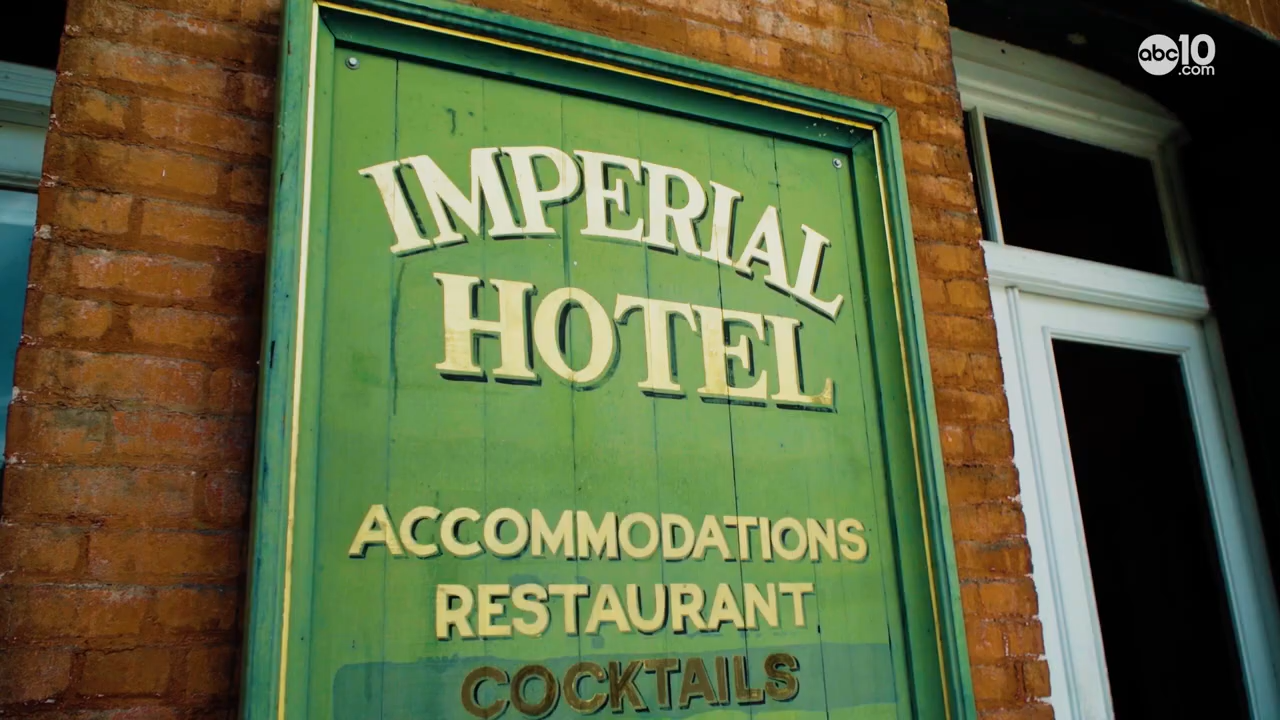 abc10
.com
IMPERIAL
HOTEL
ACCOMMODATIONS
RESTAURANT
COCKTAILS